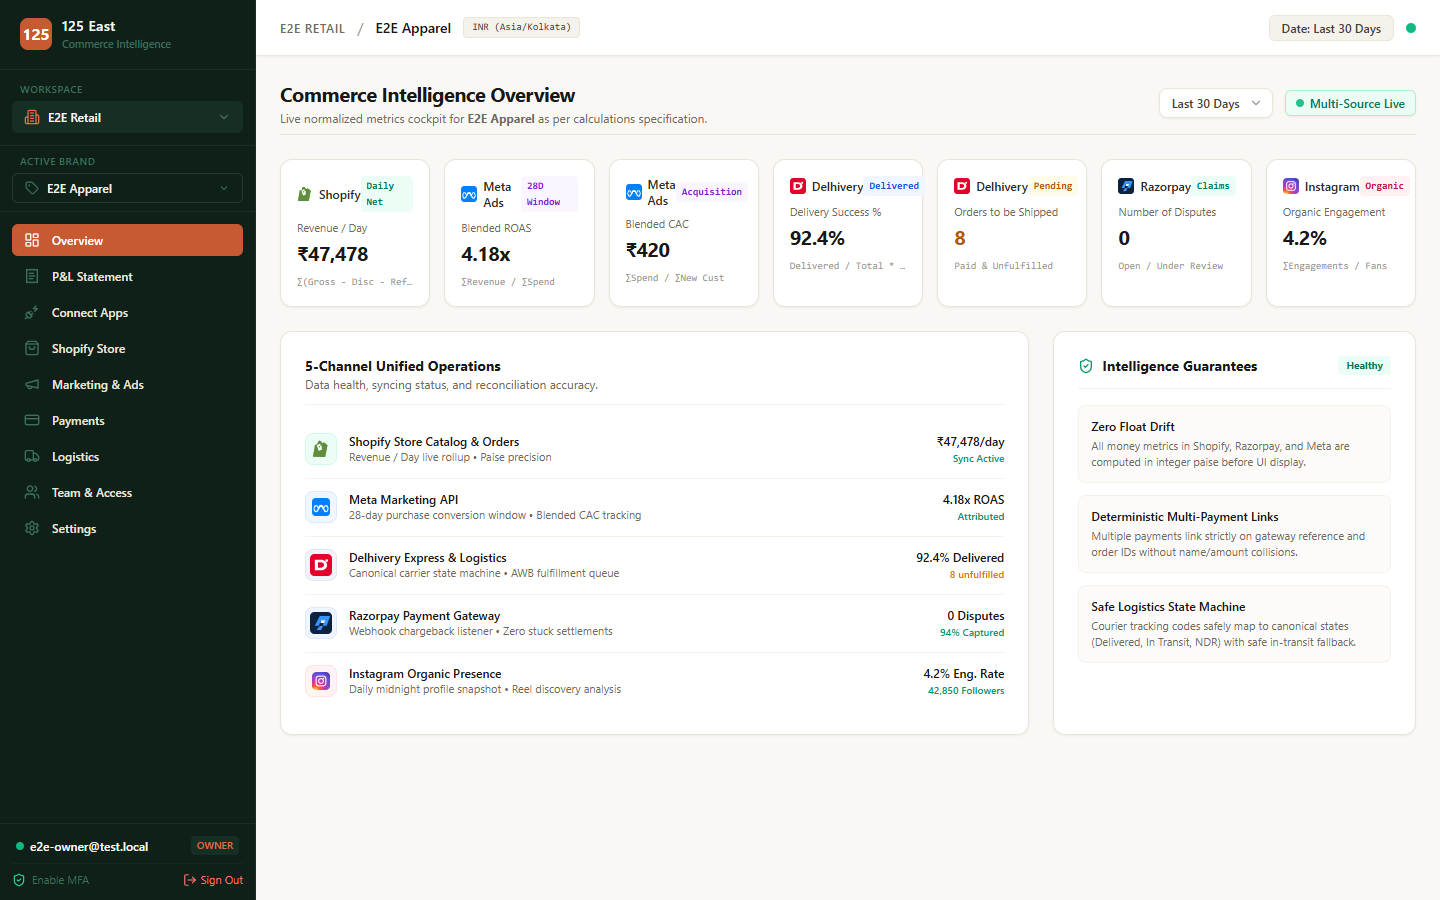 125
125 East
Commerce Intelligence
WORKSPACE
E2E Retail
ACTIVE BRAND
E2E Apparel
Overview
P&L Statement
Connect Apps
Shopify Store
Marketing & Ads
Payments
Logistics
Team & Access
Settings
e2e-owner@test.local
OWNER
Enable MFA
Sign Out
E2E RETAIL / E2E Apparel
INR (Asia/Kolkata)
Date: Last 30 Days
Commerce Intelligence Overview
Live normalized metrics cockpit for E2E Apparel as per calculations specification.
Last 30 Days
Multi-Source Live
Shopify
Daily
Net
Revenue / Day
₹47,478
Σ(Gross - Disc - Ref…
Meta
Ads
28D
Window
Blended ROAS
4.18x
ΣRevenue / ΣSpend
Meta
Ads
Acquisition
Blended CAC
₹420
ΣSpend / ΣNew Cust
Delhivery
Delivered
Delivery Success %
92.4%
Delivered / Total * …
Delhivery
Pending
Orders to be Shipped
8
Paid & Unfulfilled
Razorpay
Claims
Number of Disputes
0
Open / Under Review
Instagram
Organic
Organic Engagement
4.2%
ΣEngagements / Fans
5-Channel Unified Operations
Data health, syncing status, and reconciliation accuracy.
Shopify Store Catalog & Orders
Revenue / Day live rollup • Paise precision
₹47,478/day
Sync Active
Meta Marketing API
28-day purchase conversion window • Blended CAC tracking
4.18x ROAS
Attributed
Delhivery Express & Logistics
Canonical carrier state machine • AWB fulfillment queue
92.4% Delivered
8 unfulfilled
Razorpay Payment Gateway
Webhook chargeback listener • Zero stuck settlements
0 Disputes
94% Captured
Instagram Organic Presence
Daily midnight profile snapshot • Reel discovery analysis
4.2% Eng. Rate
42,850 Followers
Intelligence Guarantees
Healthy
Zero Float Drift
All money metrics in Shopify, Razorpay, and Meta are
computed in integer paise before UI display.
Deterministic Multi-Payment Links
Multiple payments link strictly on gateway reference and
order IDs without name/amount collisions.
Safe Logistics State Machine
Courier tracking codes safely map to canonical states
(Delivered, In Transit, NDR) with safe in-transit fallback.